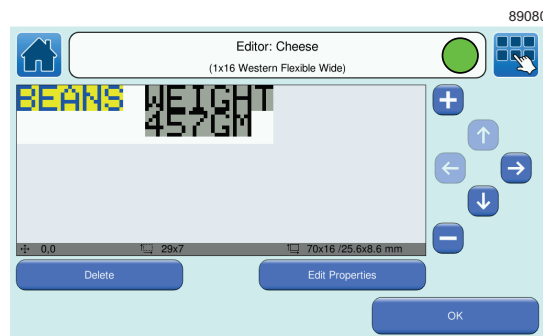 89080
Editor: Cheese
(1x16 Western Flexible Wide)
BEANS WEIGHT
457GM
0,0 29x7 70x16 /25.6x8.6 mm
Delete Edit Properties
OK